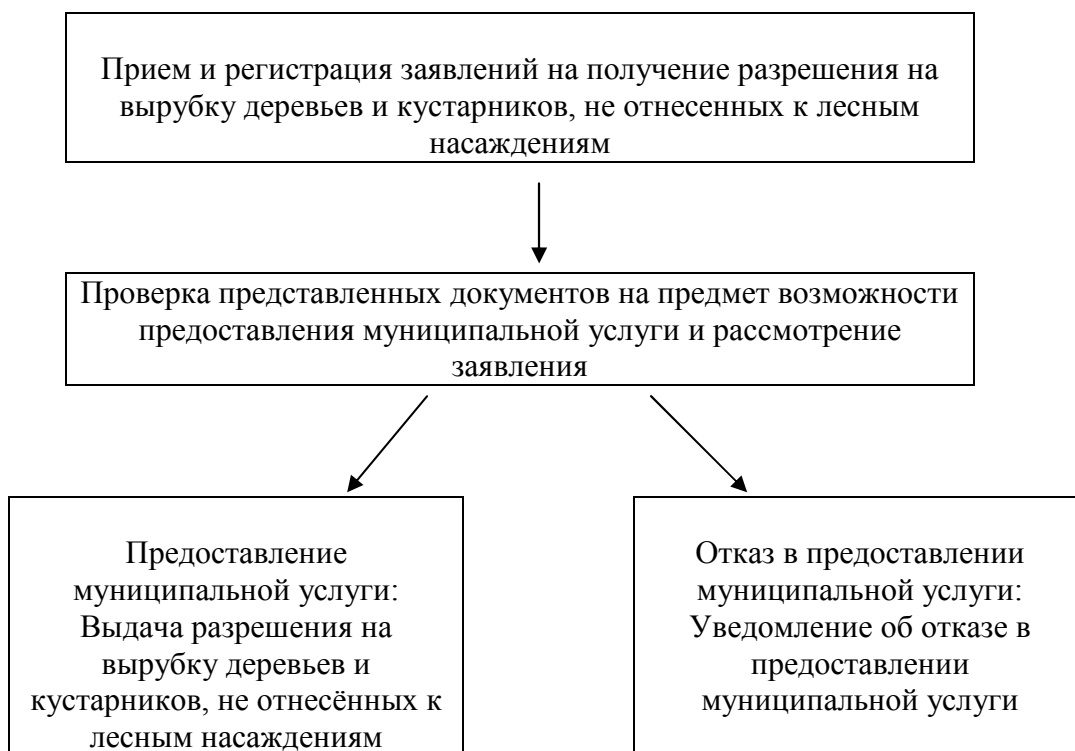 Прием и регистрация заявлений на получение разрешения на
вырубку деревьев и кустарников, не отнесенных к лесным
насаждениям
Проверка представленных документов на предмет возможности
предоставления муниципальной услуги и рассмотрение
заявления
Предоставление
муниципальной услуги:
Выдача разрешения на
вырубку деревьев и
кустарников, не отнесённых к
лесным насаждениям
Отказ в предоставлении
муниципальной услуги:
Уведомление об отказе в
предоставлении
муниципальной услуги